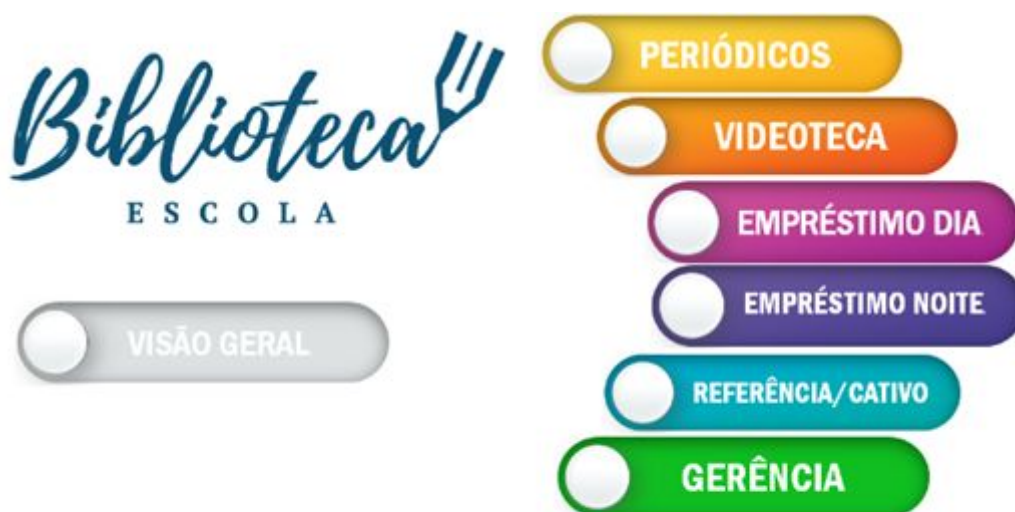 Biblioteca
ESCOLA
VISÃO GERAL
PERIÓDICOS
VIDEOTECA
EMPRÉSTIMO DIA
EMPRÉSTIMO NOITE
REFERÊNCIA/CATIVO
GERÊNCIA